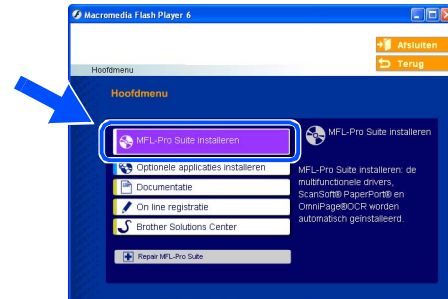 Macromedia Flash Player 6
Afsluiten
Terug
Hoofdmenu
Hoofdmenu
MFL-Pro Suite installeren
Optionele applicaties installeren
Documentatie
On line registratie
Brother Solutions Center
Repair MFL-Pro Suite
MFL-Pro Suite installeren
MFL-Pro Suite installeren: de
multifunctionele drivers,
ScanSoft® PaperPort® en
OmniPage®OCR worden
automatisch geïnstalleerd.